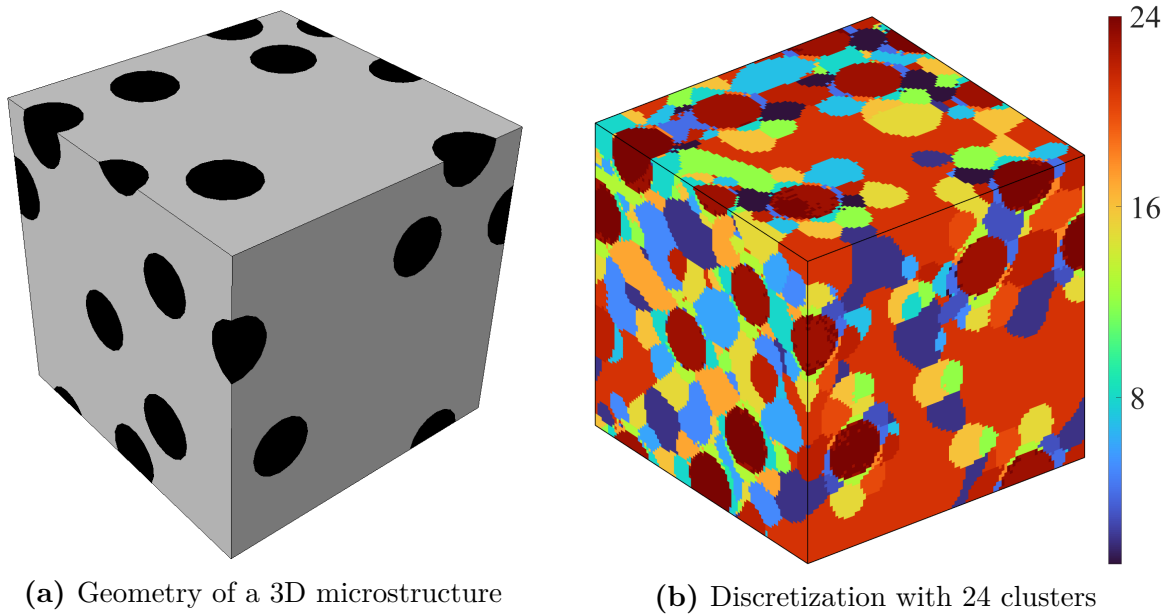 24
16
8
(a) Geometry of a 3D microstructure
(b) Discretization with 24 clusters